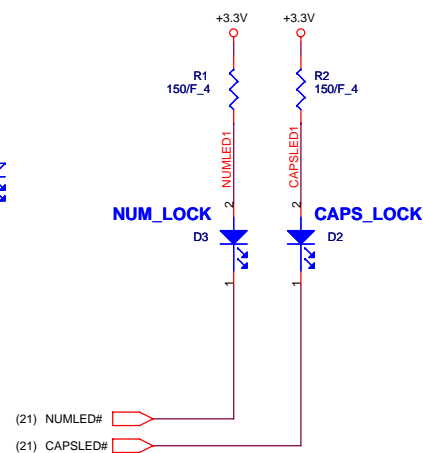 +3.3V +3.3V
R1 R2
150/F_4 150/F_4
NUMLED1 CAPSLED1
2 2
NUM_LOCK CAPS_LOCK
D3 D2
1 1
(21) NUMLED#
(21) CAPSLED#